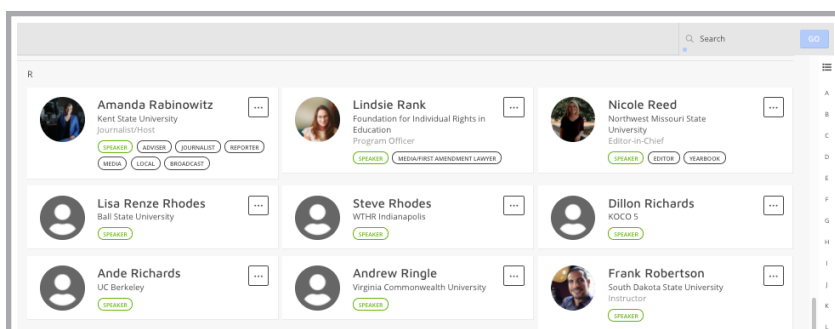 Search
GO
R
Amanda Rabinowitz
Kent State University
Journalist/Host
SPEAKER ADVISER JOURNALIST REPORTER
MEDIA LOCAL BROADCAST
Lindsie Rank
Foundation for Individual Rights in
Education
Program Officer
SPEAKER MEDIA/FIRST AMENDMENT LAWYER
Nicole Reed
Northwest Missouri State
University
Editor-in-Chief
SPEAKER EDITOR YEARBOOK
Lisa Renze Rhodes
Ball State University
SPEAKER
Steve Rhodes
WTHR Indianapolis
SPEAKER
Dillon Richards
KOCO 5
SPEAKER
Ande Richards
UC Berkeley
SPEAKER
Andrew Ringle
Virginia Commonwealth University
SPEAKER
Frank Robertson
South Dakota State University
Instructor
SPEAKER
A
B
C
D
E
F
G
H
I
J
K
L